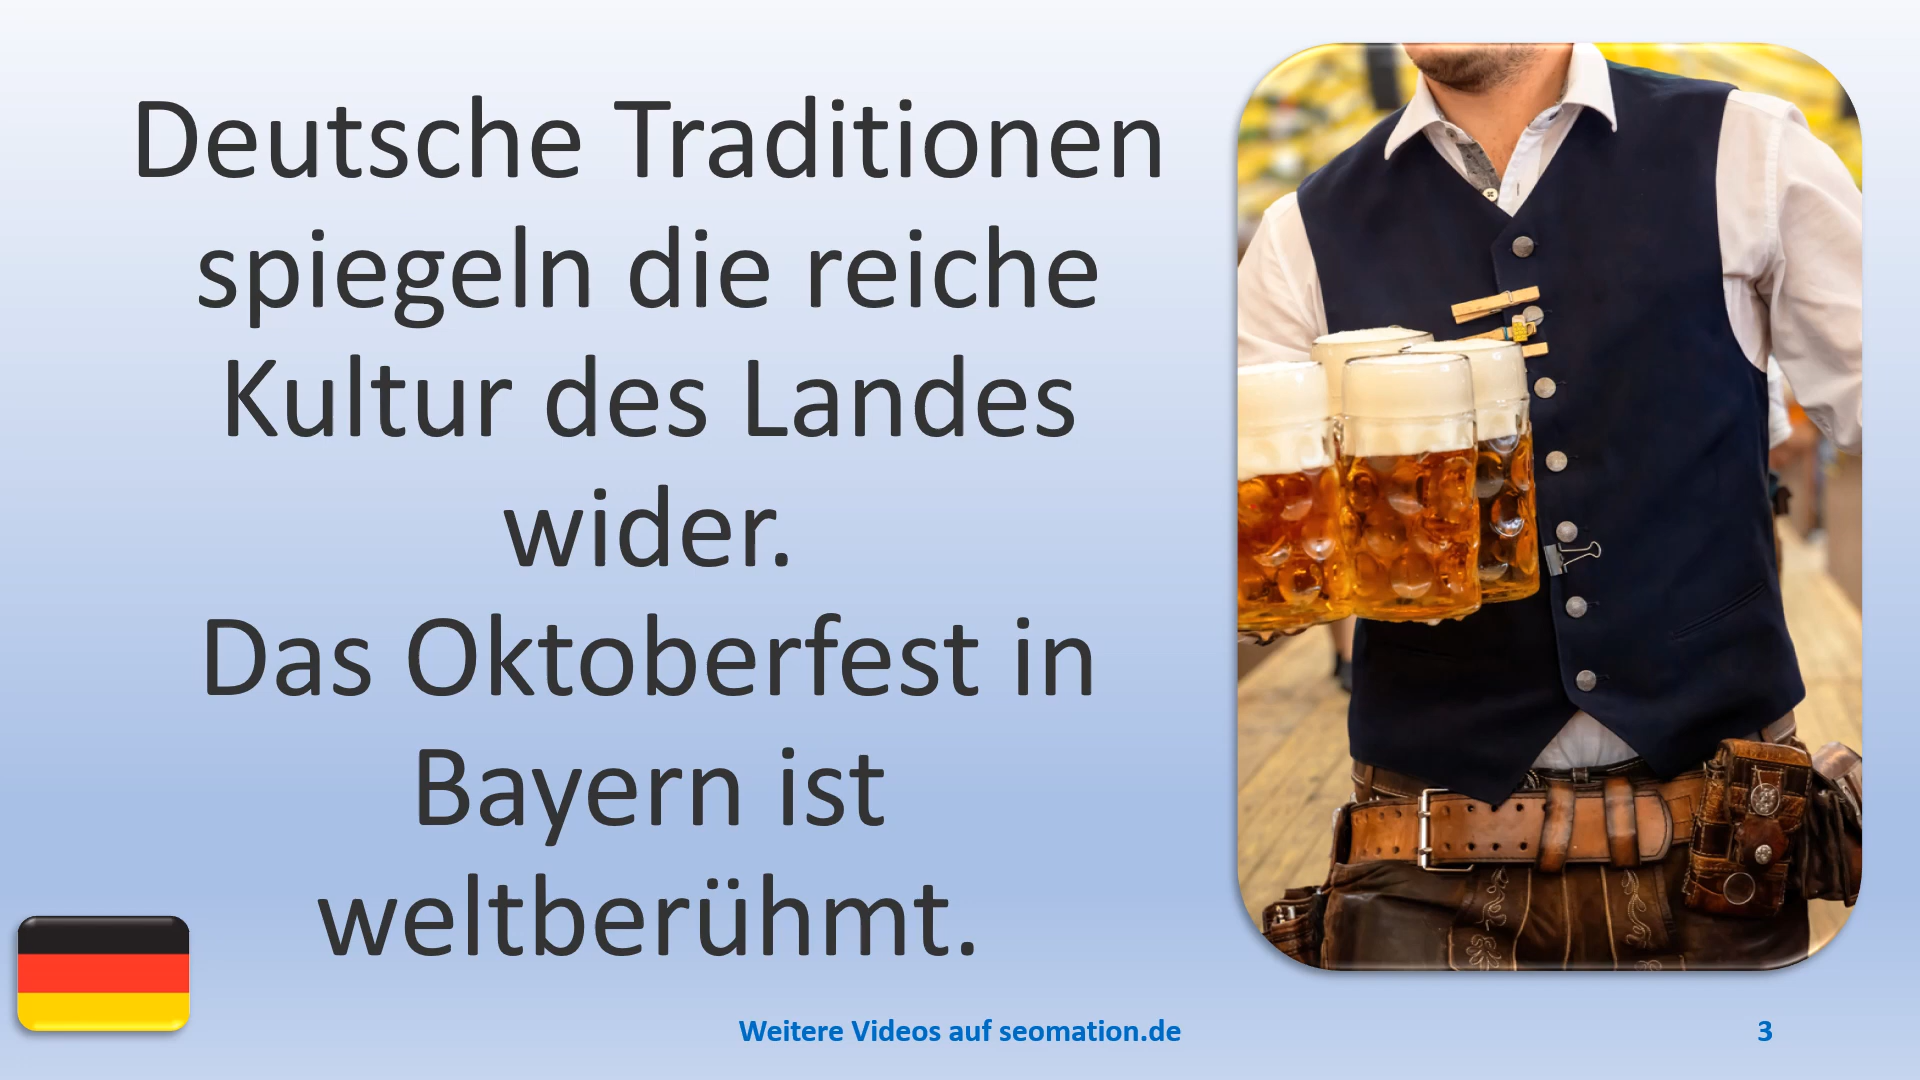 Deutsche Traditionen
spiegeln die reiche
Kultur des Landes
wider.
Das Oktoberfest in
Bayern ist
weltberühmt.
Weitere Videos auf seomation.de
3